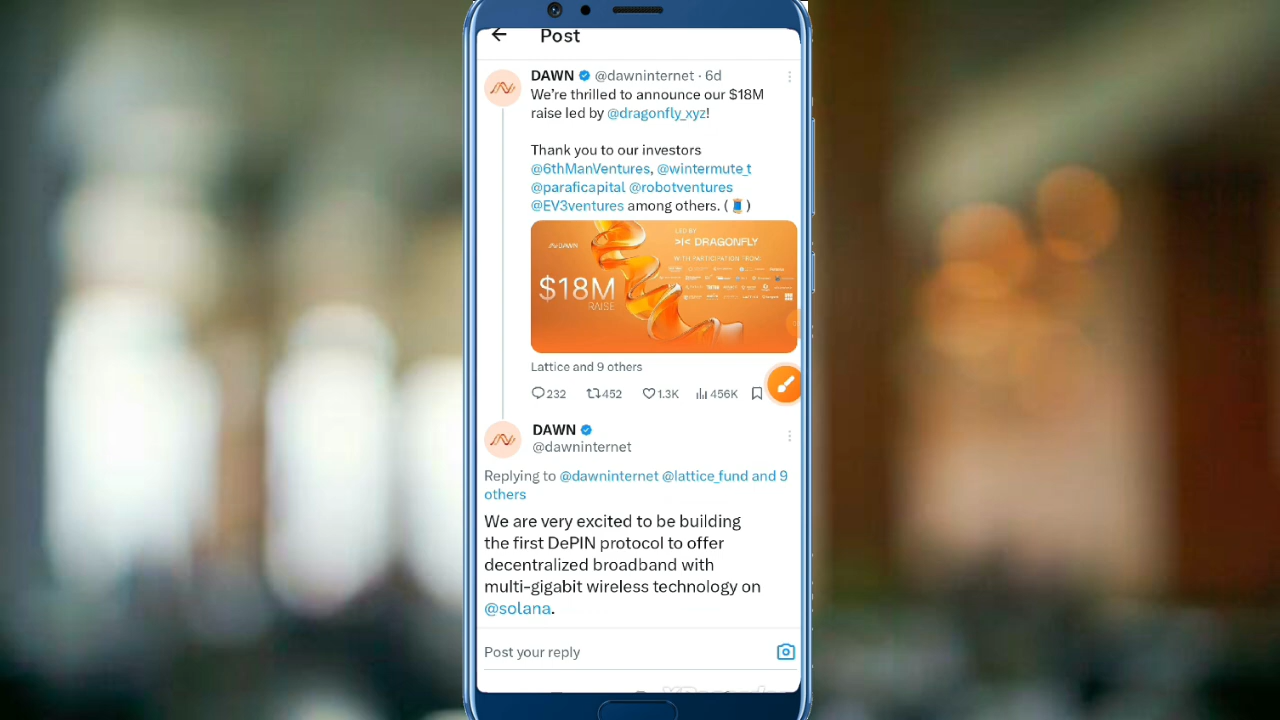 Post
DAWN @dawninternet · 6d
We're thrilled to announce our $18M
raise led by @dragonfly_xyz!
Thank you to our investors
@6thManVentures, @wintermute_t
@paraficapital @robotventures
@EV3ventures among others. (🧵)
DAWN
$18M
RAISE
LED BY
DRAGONFLY
WITH PARTICIPATION FROM:
Lattice and 9 others
232 452 1.3K 456K
DAWN
@dawninternet
Replying to @dawninternet @lattice_fund and 9
others
We are very excited to be building
the first DePIN protocol to offer
decentralized broadband with
multi-gigabit wireless technology on
@solana.
Post your reply